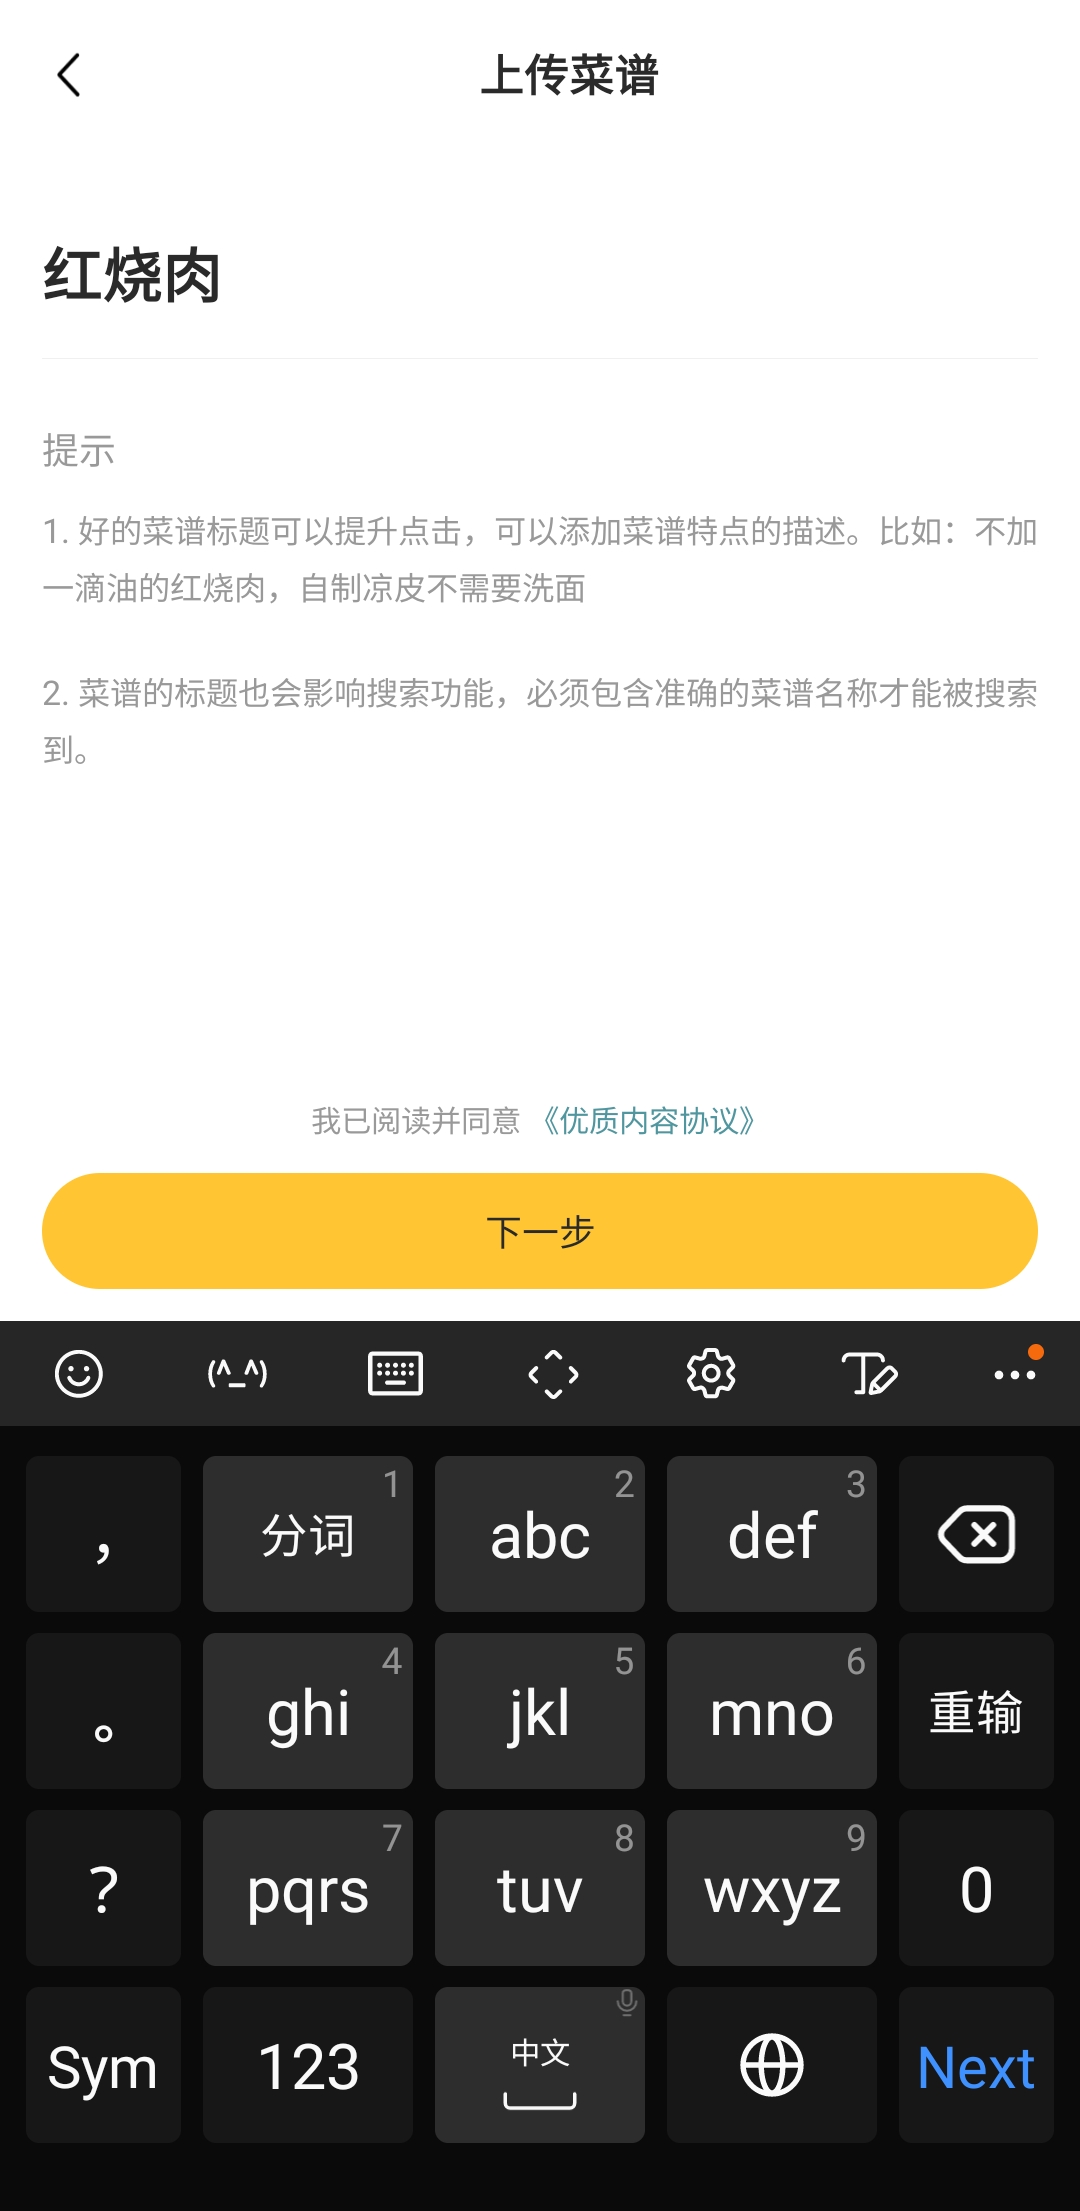 上传菜谱
红烧肉
提示
1. 好的菜谱标题可以提升点击，可以添加菜谱特点的描述。比如：不加
一滴油的红烧肉，自制凉皮不需要洗面
2. 菜谱的标题也会影响搜索功能，必须包含准确的菜谱名称才能被搜索
到。
我已阅读并同意 《优质内容协议》
下一步
(^_^)
， 分词 1 abc 2 def 3
。 ghi 4 jkl 5 mno 6 重输
? pqrs 7 tuv 8 wxyz 9 0
Sym 123 中文 Next